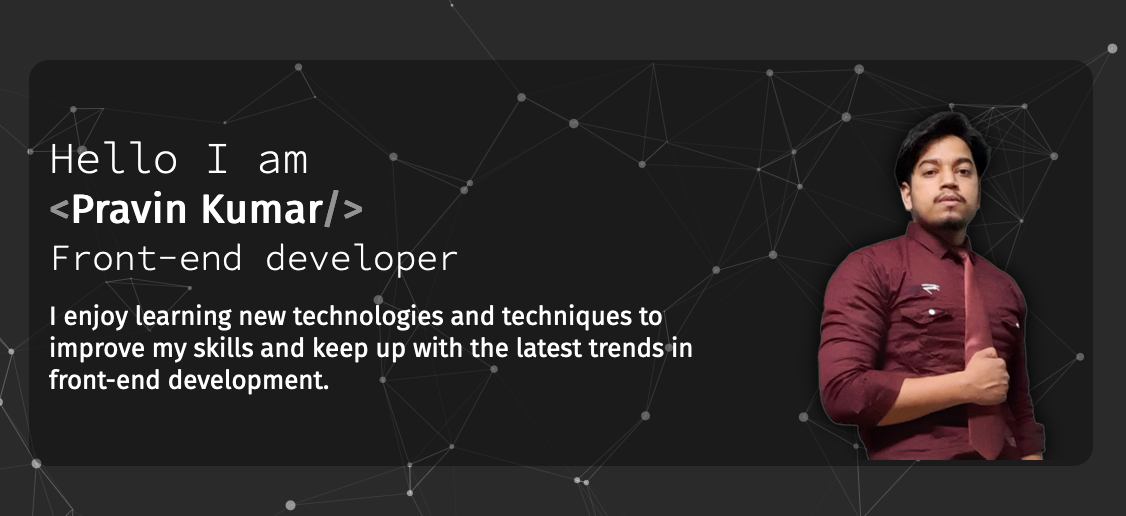 Hello I am
<Pravin Kumar/>
Front-end developer
I enjoy learning new technologies and techniques to
improve my skills and keep up with the latest trends in
front-end development.